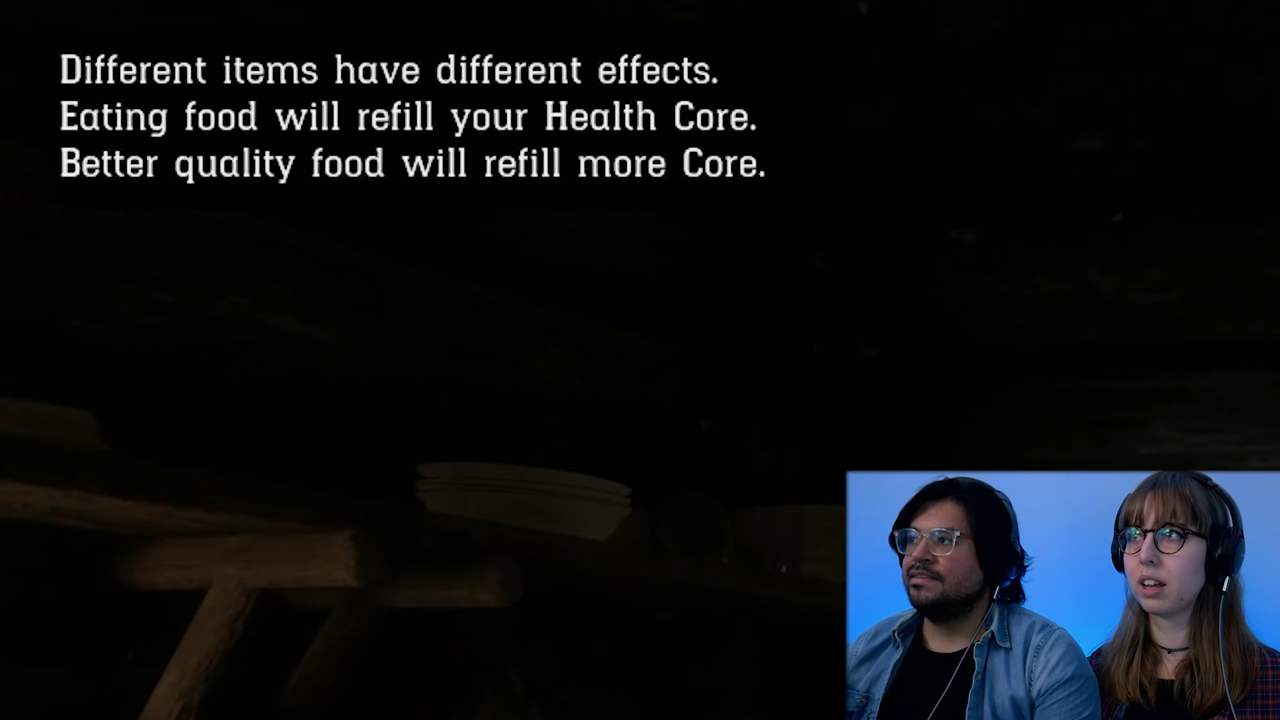 Different items have different effects.
Eating food will refill your Health Core.
Better quality food will refill more Core.